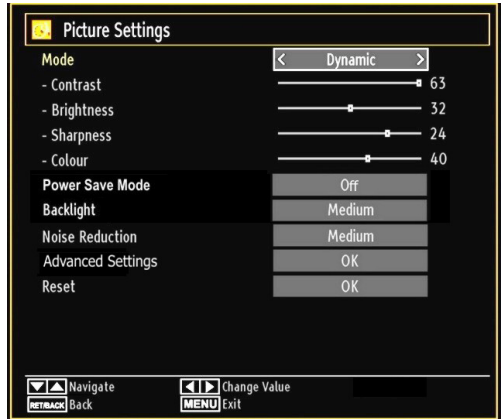 Picture Settings
Mode < Dynamic >
- Contrast 63
- Brightness 32
- Sharpness 24
- Colour 40
Power Save Mode Off
Backlight Medium
Noise Reduction Medium
Advanced Settings OK
Reset OK
Navigate Change Value
RET/BACK Back MENU Exit